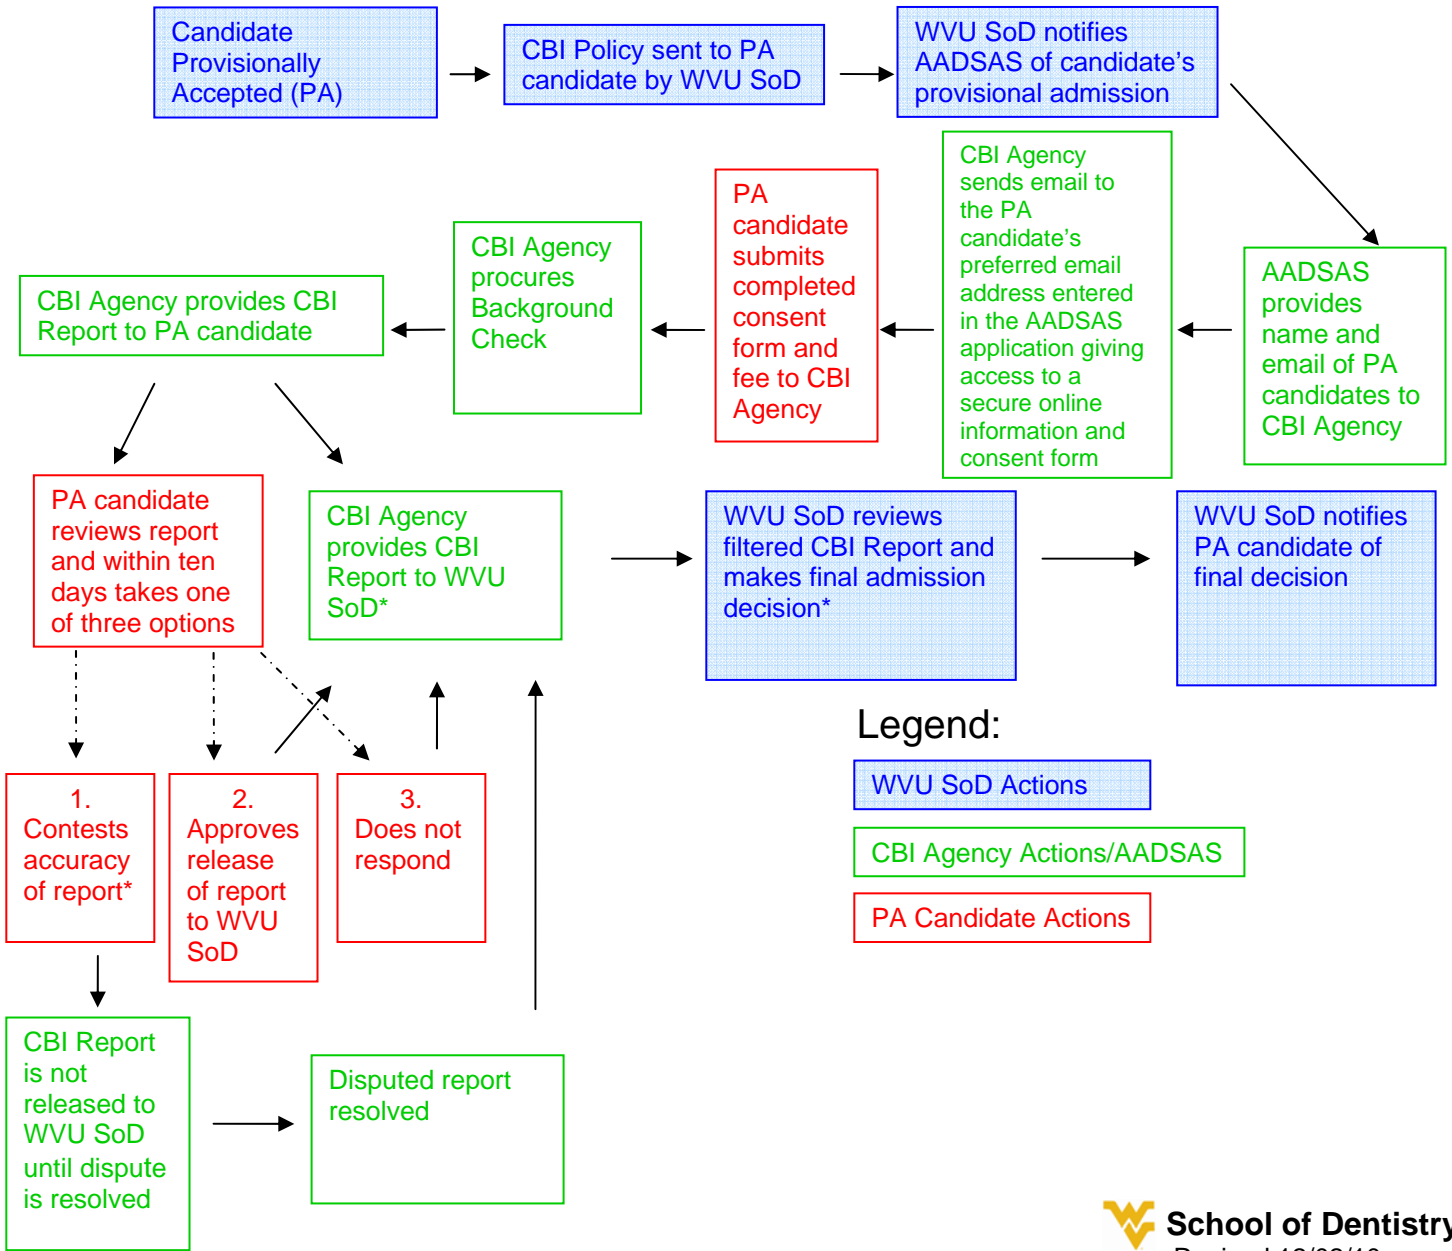 Candidate
Provisionally
Accepted (PA)
CBI Policy sent to PA
candidate by WVU SoD
WVU SoD notifies
AADSAS of candidate's
provisional admission
AADSAS
provides
name and
email of PA
candidates to
CBI Agency
CBI Agency
sends email to
the PA
candidate's
preferred email
address entered
in the AADSAS
application giving
access to a
secure online
information and
consent form
PA
candidate
submits
completed
consent
form and
fee to CBI
Agency
CBI Agency
procures
Background
Check
CBI Agency provides CBI
Report to PA candidate
PA candidate
reviews report
and within ten
days takes one
of three options
CBI Agency
provides CBI
Report to WVU
SoD*
WVU SoD reviews
filtered CBI Report and
makes final admission
decision*
WVU SoD notifies
PA candidate of
final decision
1.
Contests
accuracy
of report*
2.
Approves
release
of report
to WVU
SoD
3.
Does not
respond
CBI Report
is not
released to
WVU SoD
until dispute
is resolved
Disputed report
resolved
Legend:
WVU SoD Actions
CBI Agency Actions/AADSAS
PA Candidate Actions
School of Dentistry